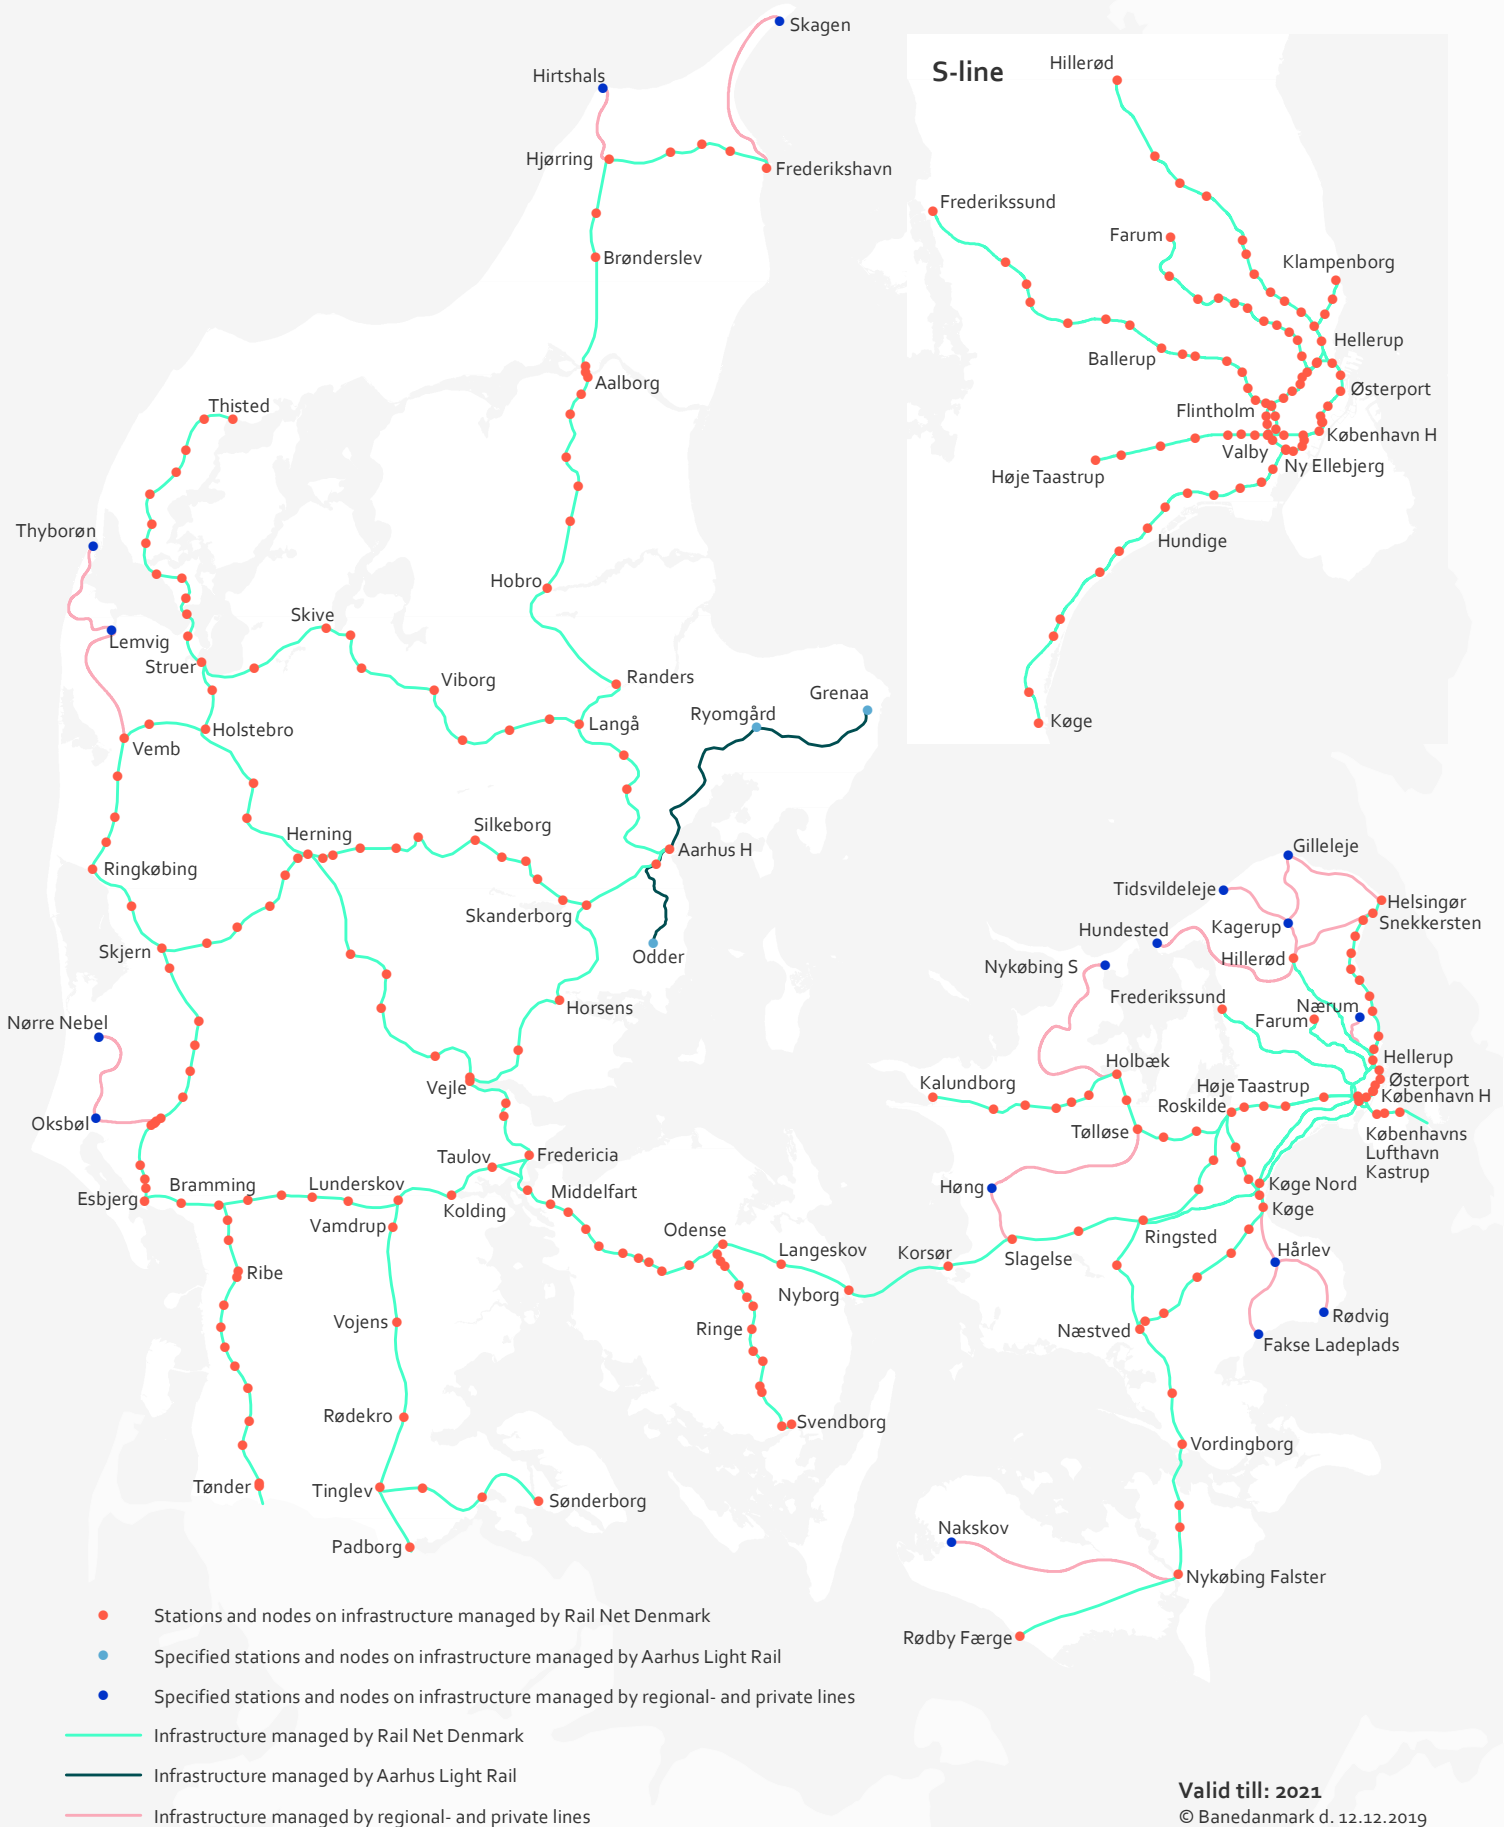 Skagen
Hirtshals
Hjørring
Frederikshavn
Brønderslev
Aalborg
Thisted
Thyborøn
Hobro
Skive
Lemvig
Struer
Viborg
Randers
Grenaa
Ryomgård
Langå
Holstebro
Vemb
Herning
Silkeborg
Aarhus H
Ringkøbing
Skanderborg
Skjern
Odder
Horsens
Nørre Nebel
Vejle
Oksbøl
Taulov
Fredericia
Bramming
Lunderskov
Esbjerg
Middelfart
Kolding
Vamdrup
Odense
Langeskov
Korsør
Ribe
Nyborg
Vojens
Ringe
Rødekro
Svendborg
Tønder
Tinglev
Sønderborg
Padborg
S-line
Hillerød
Frederikssund
Farum
Klampenborg
Hellerup
Ballerup
Østerport
Flintholm
København H
Valby
Ny Ellebjerg
Høje Taastrup
Hundige
Køge
Gilleleje
Tidsvildeleje
Helsingør
Snekkersten
Kagerup
Hundested
Hillerød
Nykøbing S
Frederikssund
Nærum
Farum
Hellerup
Holbæk
Østerport
Kalundborg
Høje Taastrup
København H
Roskilde
Tølløse
Københavns
Lufthavn
Kastrup
Høng
Køge Nord
Køge
Ringsted
Slagelse
Hårlev
Rødvig
Næstved
Fakse Ladeplads
Vordingborg
Nakskov
Nykøbing Falster
Rødby Færge
Stations and nodes on infrastructure managed by Rail Net Denmark
Specified stations and nodes on infrastructure managed by Aarhus Light Rail
Specified stations and nodes on infrastructure managed by regional- and private lines
Infrastructure managed by Rail Net Denmark
Infrastructure managed by Aarhus Light Rail
Infrastructure managed by regional- and private lines
Valid till: 2021
© Banedanmark d. 12.12.2019